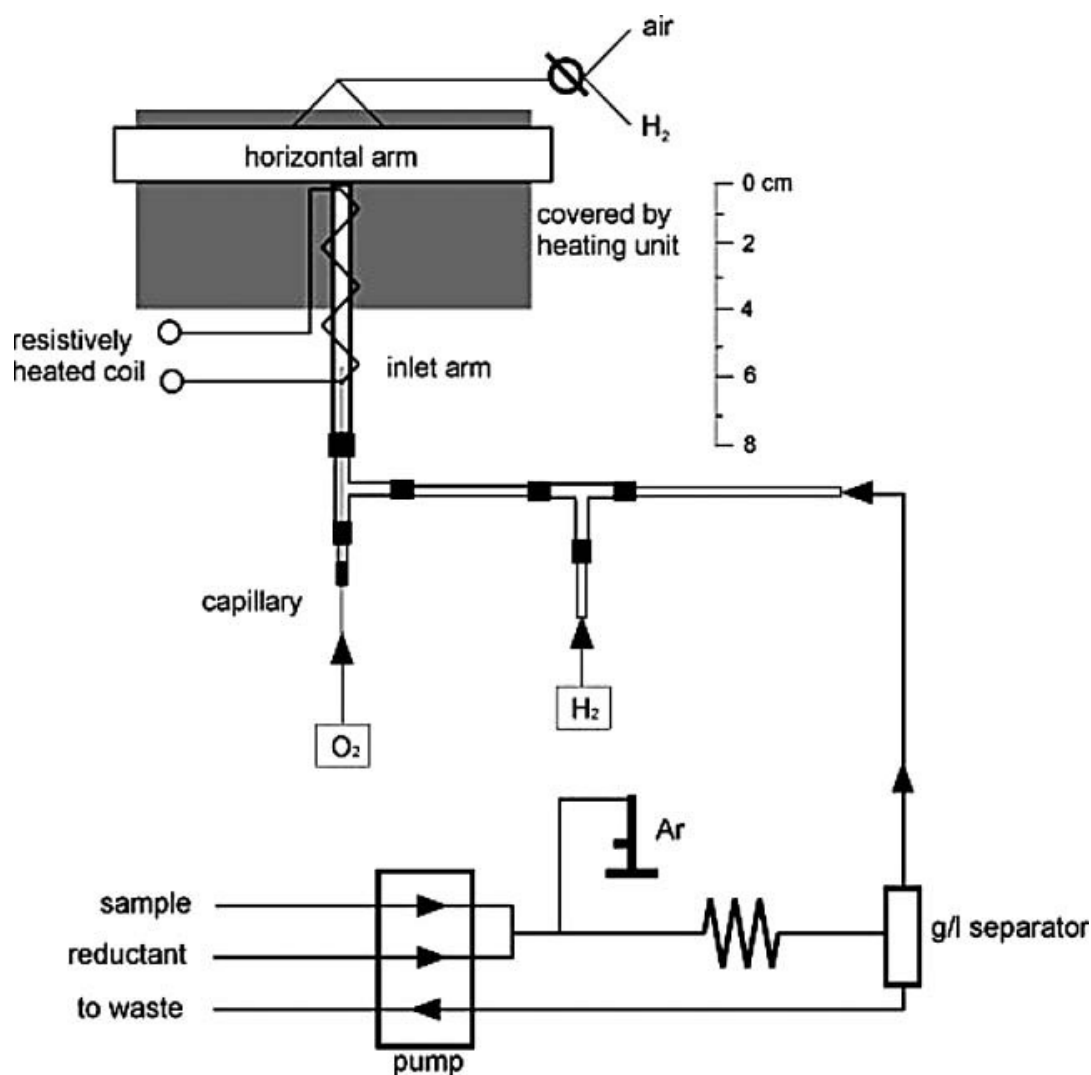 air
H₂
horizontal arm
0 cm
covered by
heating unit
2
4
resistively
heated coil
inlet arm
6
8
capillary
H₂
O₂
Ar
sample
reductant
g/l separator
to waste
pump